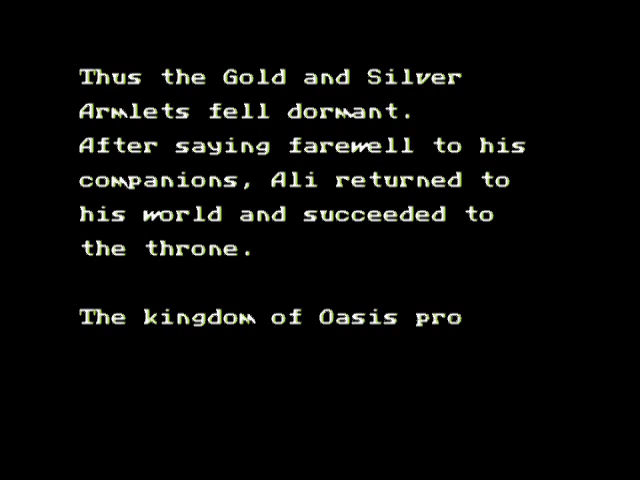 Thus the Gold and Silver
Armlets fell dormant.
After saying farewell to his
companions, Ali returned to
his world and succeeded to
the throne.
The kingdom of Oasis pro